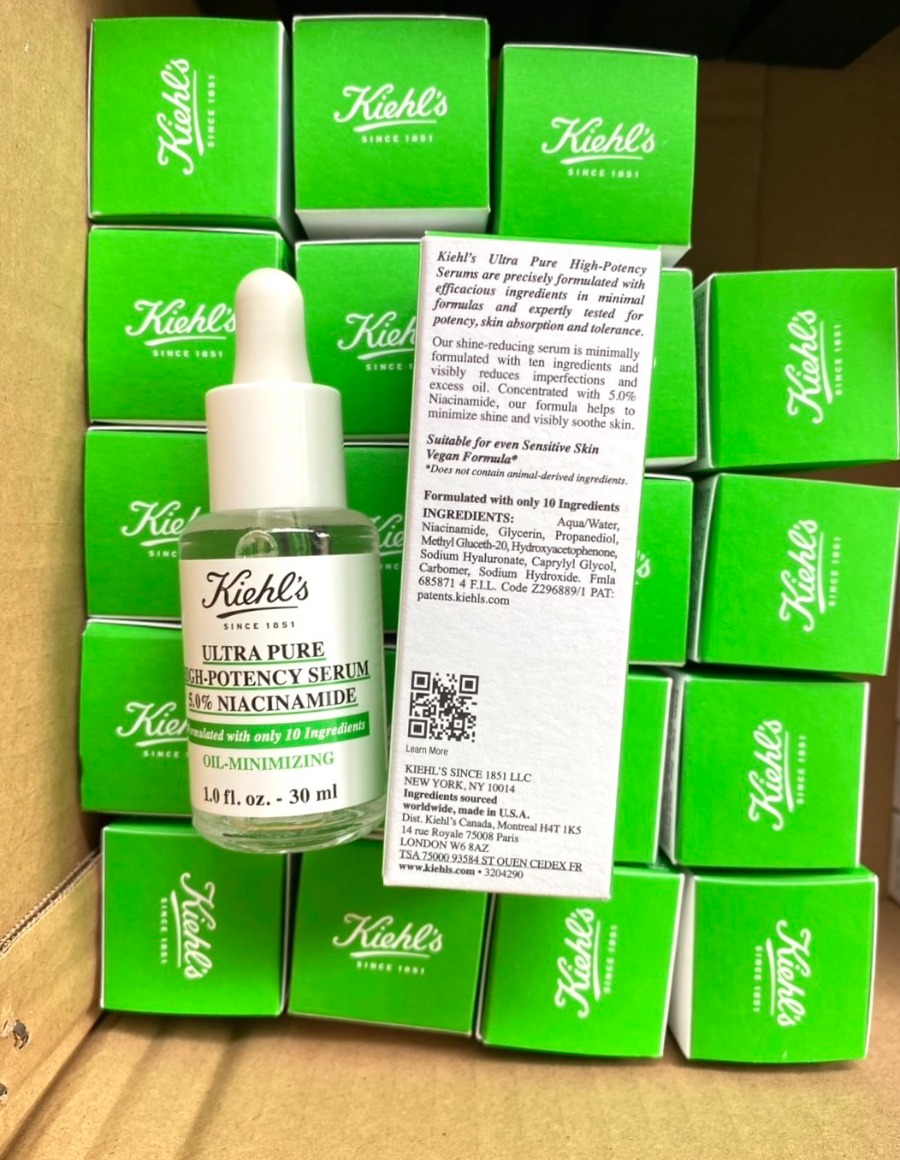 Kiehl's
SINCE 1851
Kiehl's
SINCE 1851
Kiehl's
SINCE 1851
Kiehl's
SINCE 1851
Kiehl's
SINCE 1851
Kiehl's
SINCE 1851
Kiehl's
SINCE 1851
Kiehl's
SINCE 1851
Kiehl's
SINCE 1851
Kiehl's
SINCE 1851
Kiehl's
SINCE 1851
Kiehl's
SINCE 1851
Kiehl's
SINCE 1851
ULTRA PURE
HIGH-POTENCY SERUM
5.0% NIACINAMIDE
Formulated with only 10 Ingredients
OIL-MINIMIZING
1.0 fl. oz. - 30 ml
Kiehl's Ultra Pure High-Potency
Serums are precisely formulated with
efficacious ingredients in minimal
formulas and expertly tested for
potency, skin absorption and tolerance.
Our shine-reducing serum is minimally
formulated with ten ingredients and
visibly reduces imperfections and
excess oil. Concentrated with 5.0%
Niacinamide, our formula helps to
minimize shine and visibly soothe skin.
Suitable for even Sensitive Skin
Vegan Formula*
*Does not contain animal-derived ingredients.
Formulated with only 10 Ingredients
INGREDIENTS: Aqua/Water,
Niacinamide, Glycerin, Propanediol,
Methyl Gluceth-20, Hydroxyacetophenone,
Sodium Hyaluronate, Caprylyl Glycol,
Carbomer, Sodium Hydroxide. Fmla
685871 4 F.I.L. Code Z296889/1 PAT:
patents.kiehls.com
Learn More
KIEHL'S SINCE 1851 LLC
NEW YORK, NY 10014
Ingredients sourced
worldwide, made in U.S.A.
Dist. Kiehl's Canada, Montreal H4T 1K5
14 rue Royale 75008 Paris
LONDON W6 8AZ
TSA 75000 93584 ST OUEN CEDEX FR
www.kiehls.com • 3204290